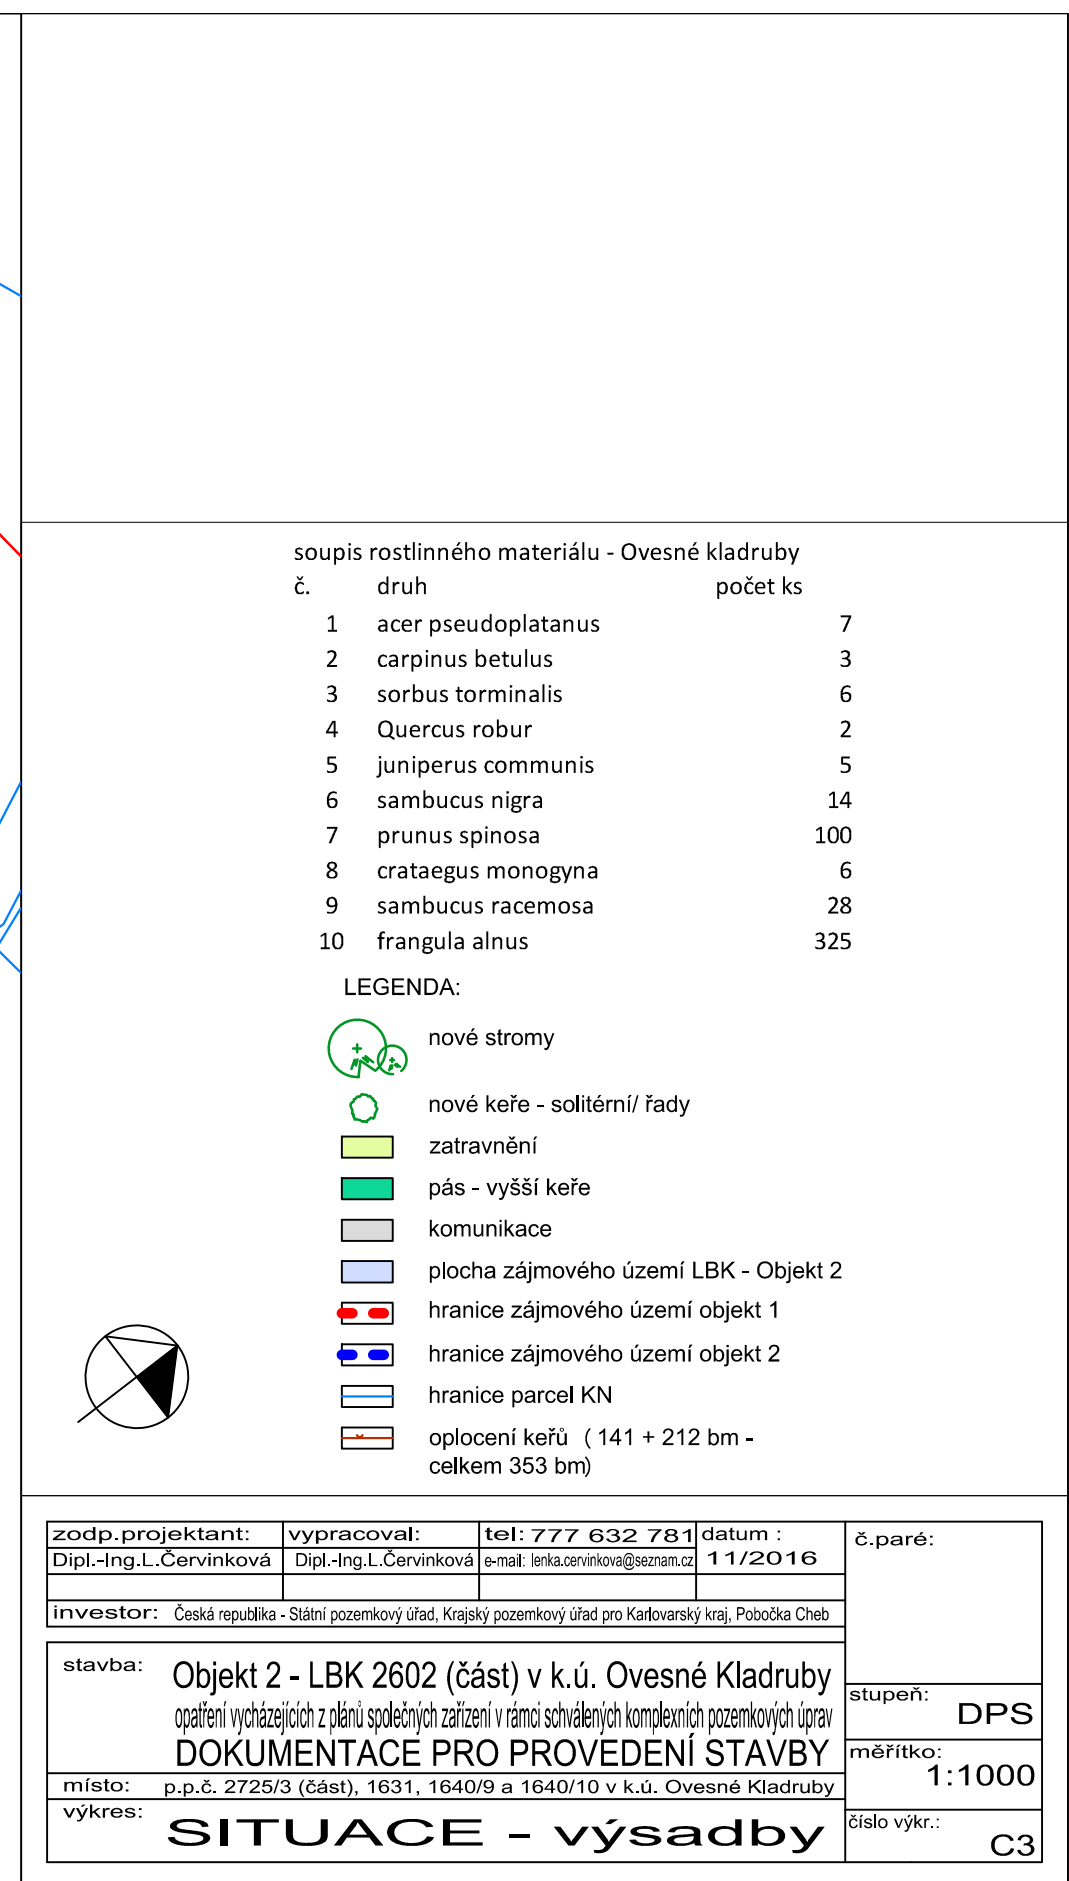 soupis rostlinného materiálu - Ovesné kladruby
č. druh počet ks
1 acer pseudoplatanus 7
2 carpinus betulus 3
3 sorbus torminalis 6
4 Quercus robur 2
5 juniperus communis 5
6 sambucus nigra 14
7 prunus spinosa 100
8 crataegus monogyna 6
9 sambucus racemosa 28
10 frangula alnus 325
LEGENDA:
nové stromy
nové keře - solitérní/ řady
zatravnění
pás - vyšší keře
komunikace
plocha zájmového území LBK - Objekt 2
hranice zájmového území objekt 1
hranice zájmového území objekt 2
hranice parcel KN
oplocení keřů ( 141 + 212 bm -
celkem 353 bm)
zodp.projektant: vypracoval: tel: 777 632 781 datum : č.paré:
Dipl.-Ing.L.Červinková Dipl.-Ing.L.Červinková e-mail: lenka.cervinkova@seznam.cz 11/2016
investor: Česká republika - Státní pozemkový úřad, Krajský pozemkový úřad pro Karlovarský kraj, Pobočka Cheb
stavba: Objekt 2 - LBK 2602 (část) v k.ú. Ovesné Kladruby
opatření vycházejících z plánů společných zařízení v rámci schválených komplexních pozemkových úprav
DOKUMENTACE PRO PROVEDENÍ STAVBY
stupeň: DPS
měřítko: 1:1000
místo: p.p.č. 2725/3 (část), 1631, 1640/9 a 1640/10 v k.ú. Ovesné Kladruby
výkres: SITUACE - výsadby
číslo výkr.: C3